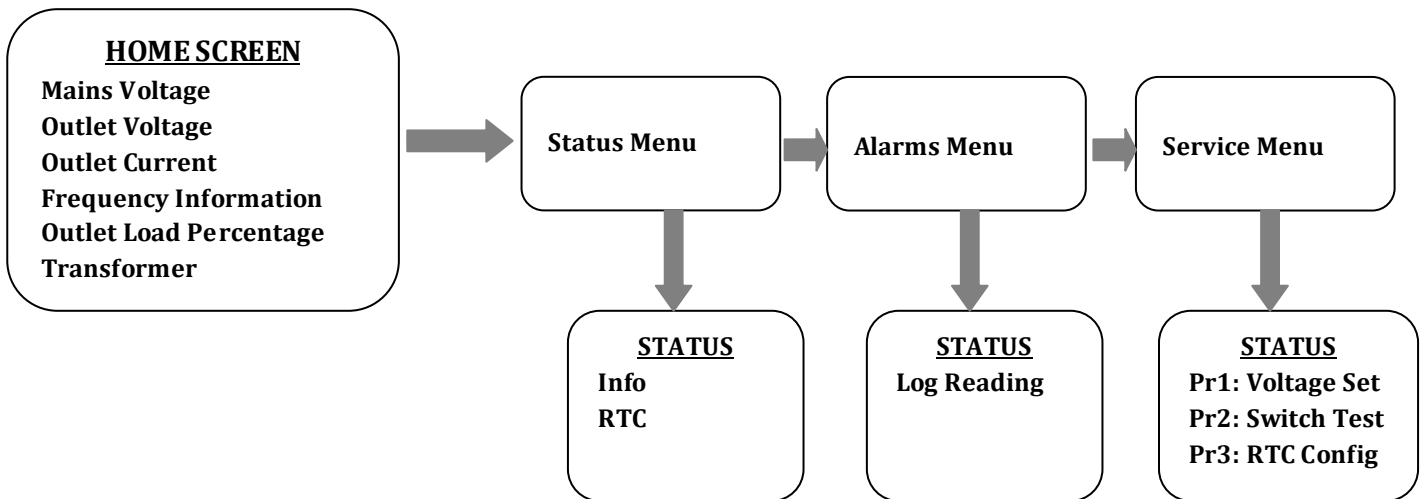 HOME SCREEN
Mains Voltage
Outlet Voltage
Outlet Current
Frequency Information
Outlet Load Percentage
Transformer
Status Menu
Alarms Menu
Service Menu
STATUS
Info
RTC
STATUS
Log Reading
STATUS
Pr1: Voltage Set
Pr2: Switch Test
Pr3: RTC Config